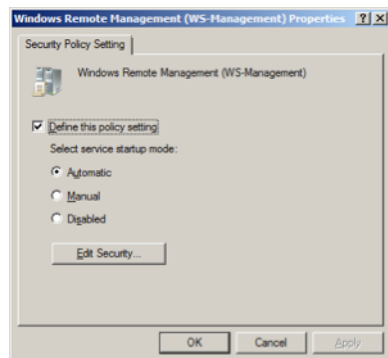 Windows Remote Management (WS-Management) Properties
Security Policy Setting
Windows Remote Management (WS-Management)
Define this policy setting
Select service startup mode:
Automatic
Manual
Disabled
Edit Security...
OK Cancel Apply